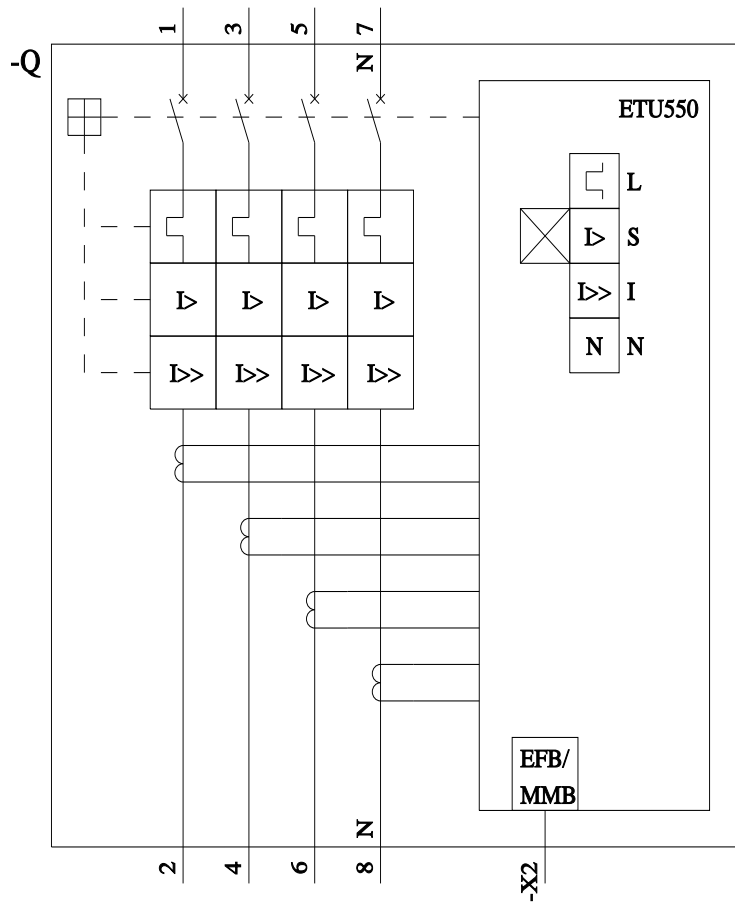 1 3 5 7
-Q
N
ETU550
L
I> I> I> I>
I> S
I>> I
I>> I>> I>> I>>
N N
EFB/
MMB
N
2 4 6 8
-X2